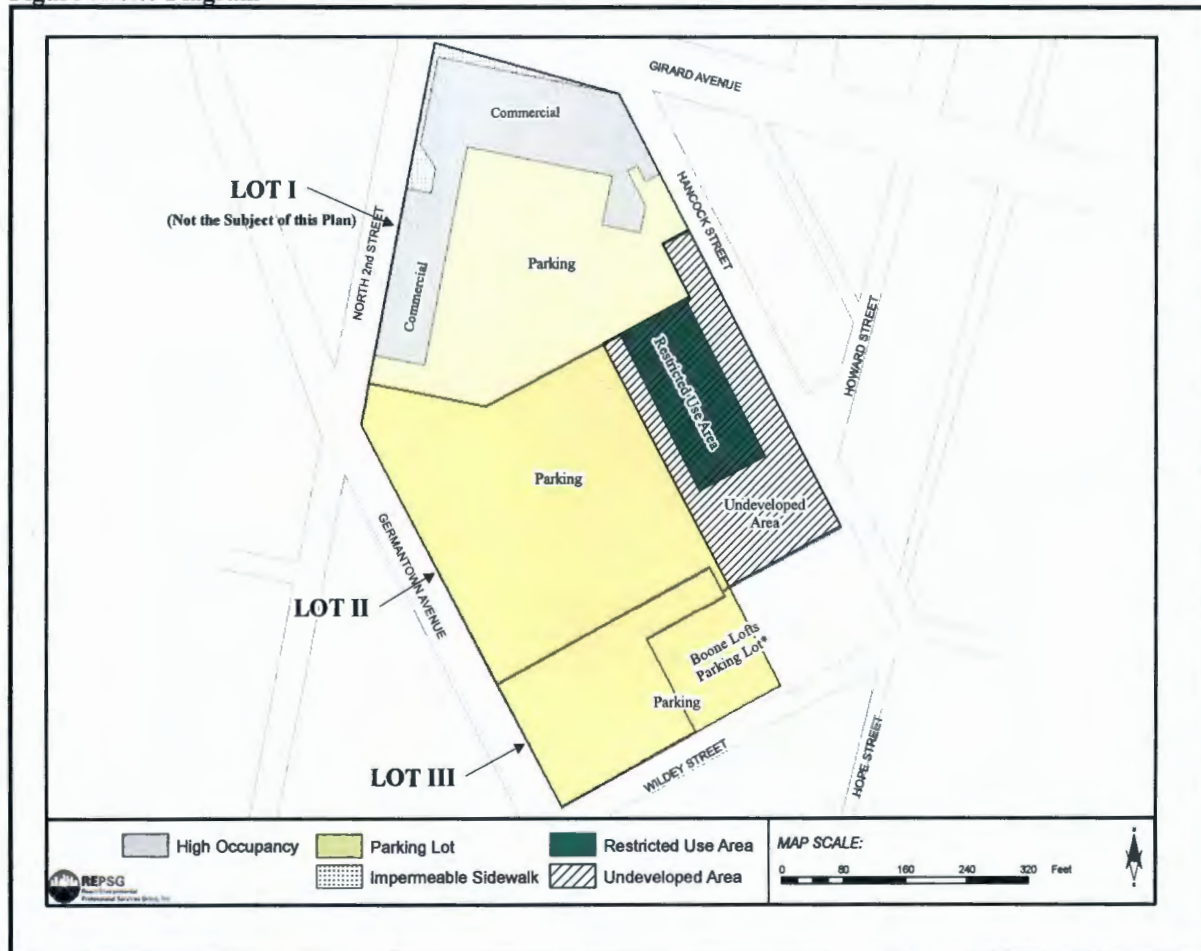 GIRARD AVENUE
Commercial
LOT I
(Not the Subject of this Plan)
NORTH 2nd STREET
HANCOCK STREET
Parking
Commercial
HOWARD STREET
Restricted Use Area
Parking
Undeveloped
Area
GERMANTOWN AVENUE
LOT II
Boone Lofts
Parking Lot*
Parking
LOT III
WILDEY STREET
HOPE STREET
High Occupancy
Parking Lot
Restricted Use Area
Impermeable Sidewalk
Undeveloped Area
MAP SCALE:
0 80 160 240 320 Feet
REPSG